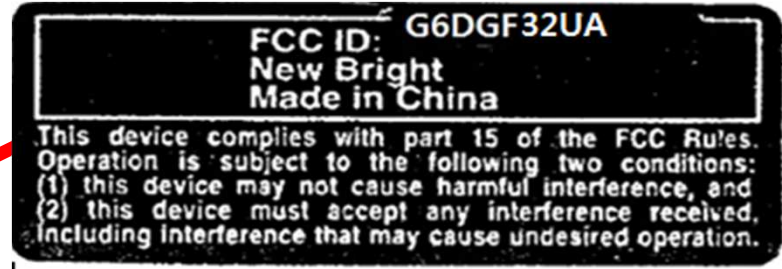 FCC ID: G6DGF32UA
New Bright
Made in China
This device complies with part 15 of the FCC Rules.
Operation is subject to the following two conditions:
(1) this device may not cause harmful interference, and
(2) this device must accept any interference received,
including interference that may cause undesired operation.